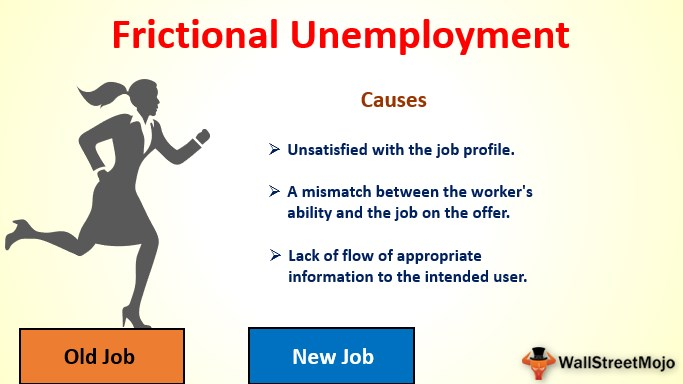 Frictional Unemployment
Causes
➢ Unsatisfied with the job profile.
➢ A mismatch between the worker's
ability and the job on the offer.
➢ Lack of flow of appropriate
information to the intended user.
Old Job
New Job
WallStreetMojo